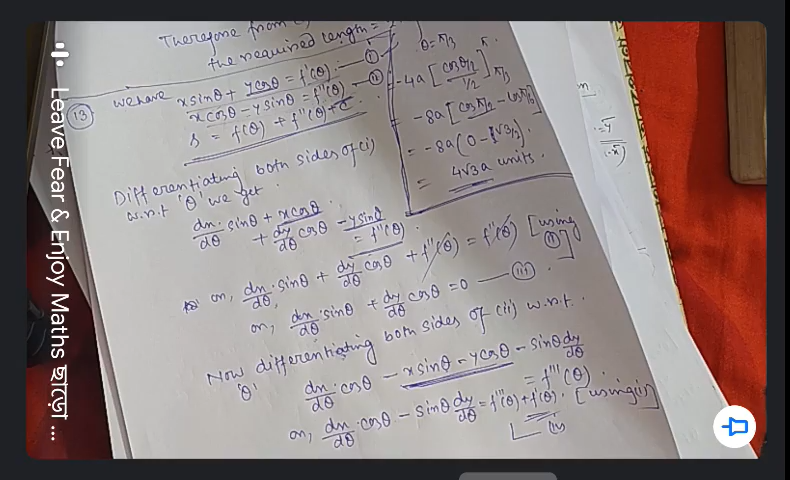 Therefore from
the required length =
θ=π/3
= -4a [cosθ/2 / 1/2]π π/3
= -8a [cosπ/2 - cosπ/6]
= -8a (0 - √3/2)
= 4√3a units.
(13) we have x sinθ + y cosθ = f'(θ) — (i)
x cosθ - y sinθ = f''(θ) — (ii)
s = f(θ) + f''(θ) + c
Differentiating both sides of (i)
w.r.t 'θ' we get
dx/dθ · sinθ + x cosθ
+ dy/dθ cosθ - y sinθ
= f''(θ)
or, dx/dθ · sinθ + dy/dθ cosθ + f''(θ) = f''(θ) [using (ii)]
or, dx/dθ · sinθ + dy/dθ cosθ = 0 — (iii)
Now differentiating both sides of (ii) w.r.t.
'θ'
dx/dθ · cosθ - x sinθ - y cosθ - sinθ dy/dθ
= f'''(θ)
or, dx/dθ · cosθ - sinθ dy/dθ = f'''(θ) + f'(θ). [using (i)]
(iv)
Leave Fear & Enjoy Maths ছাড়ো ...